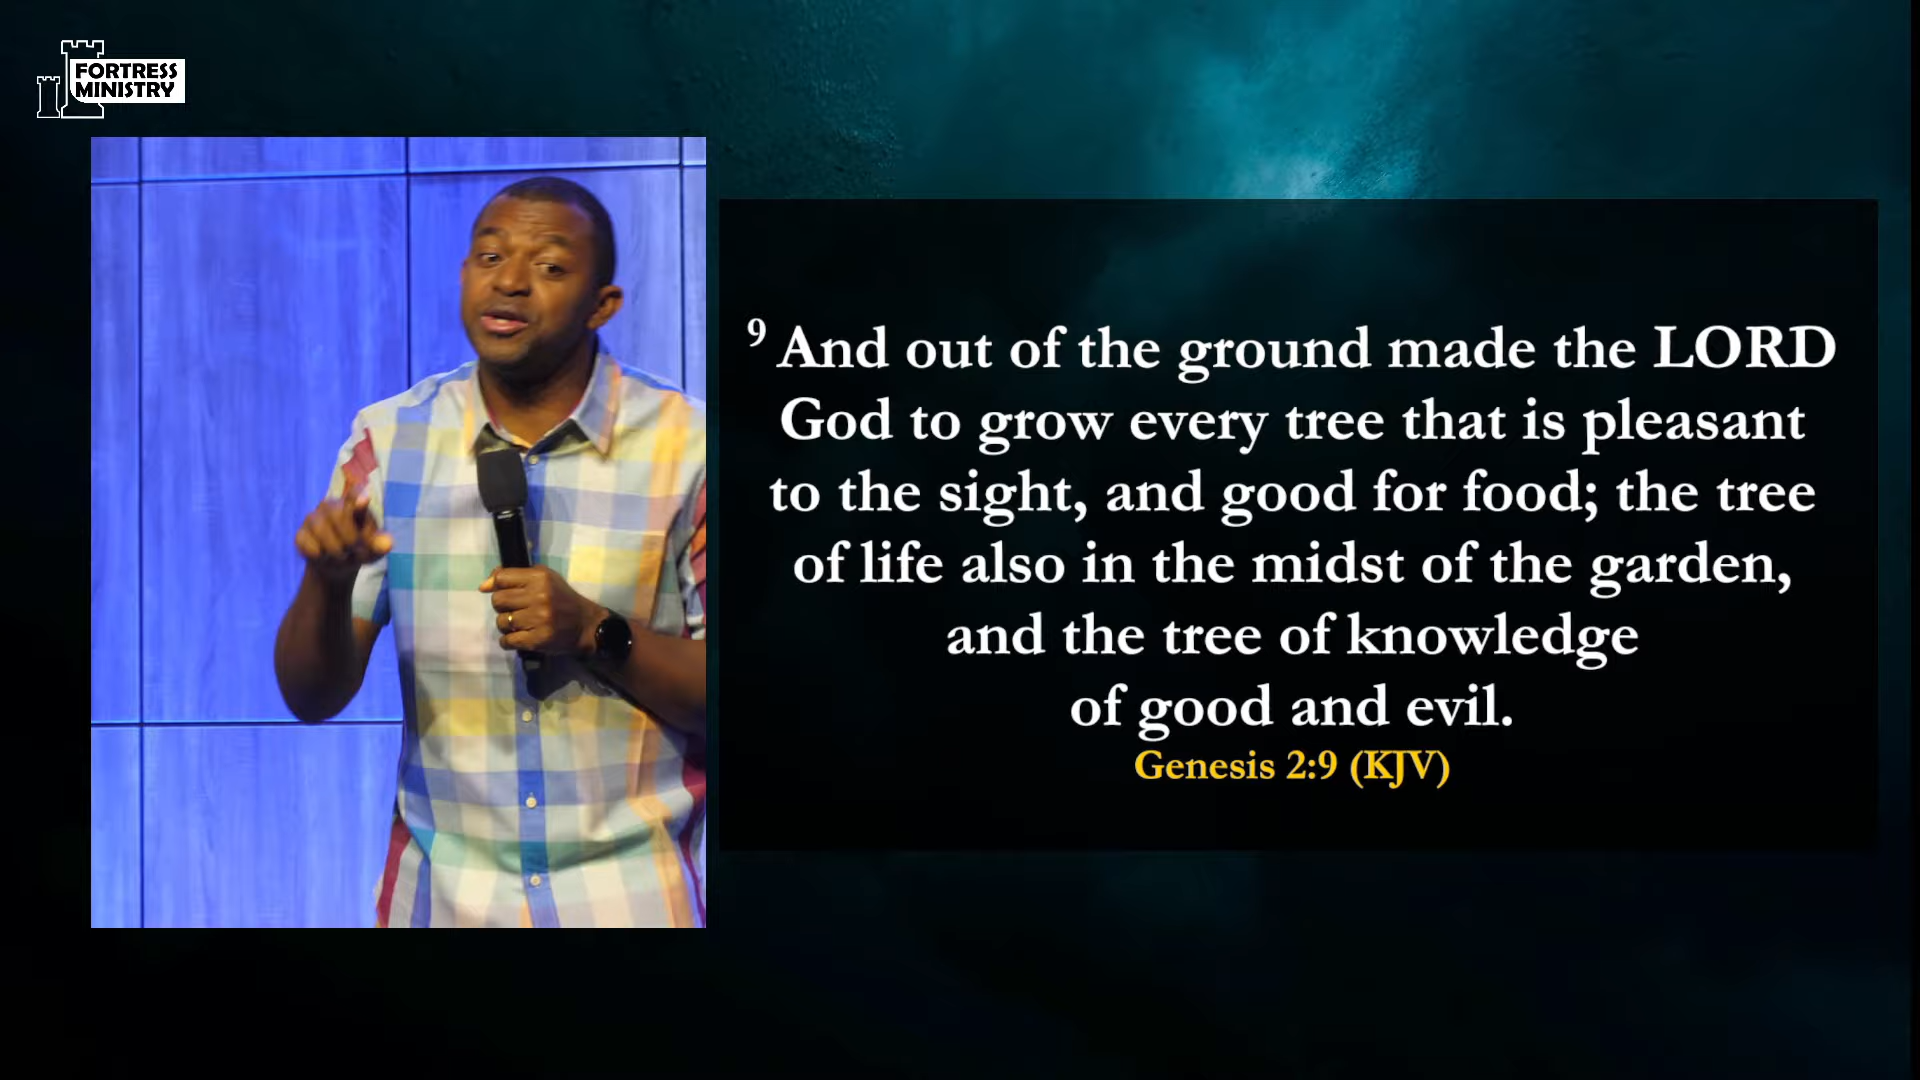 FORTRESS
MINISTRY
9 And out of the ground made the LORD
God to grow every tree that is pleasant
to the sight, and good for food; the tree
of life also in the midst of the garden,
and the tree of knowledge
of good and evil.
Genesis 2:9 (KJV)